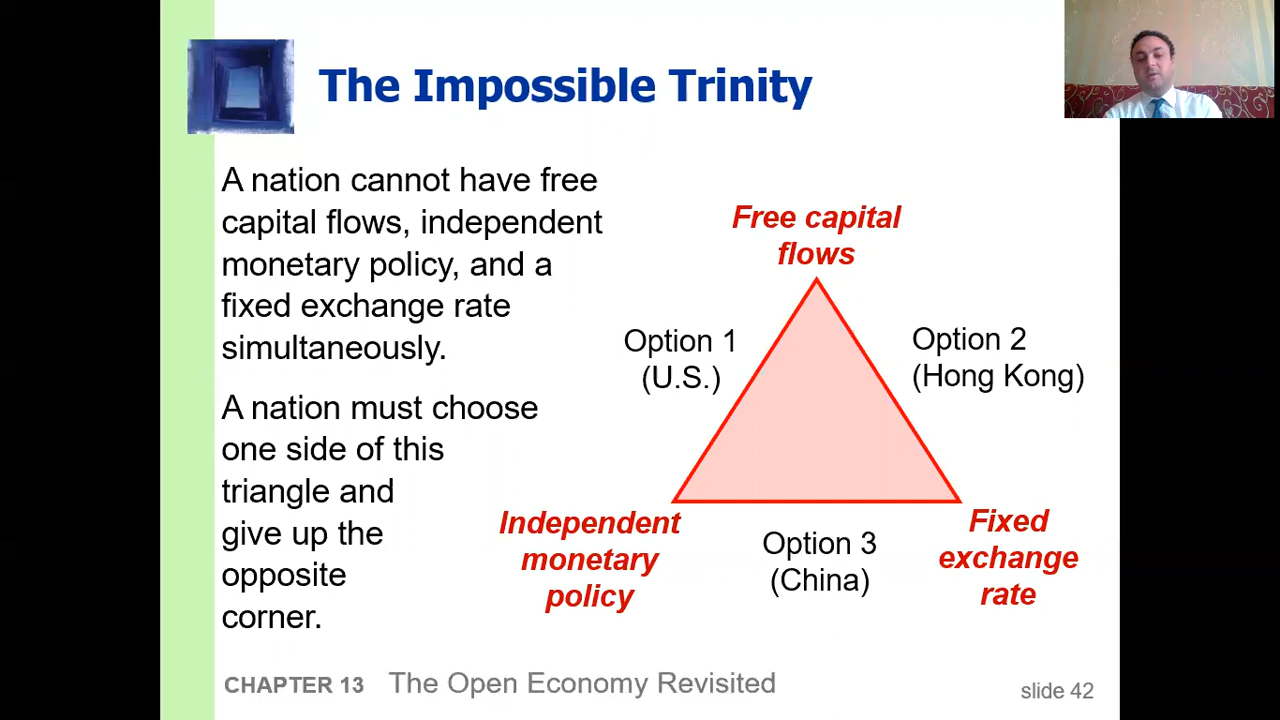 The Impossible Trinity
A nation cannot have free
capital flows, independent
monetary policy, and a
fixed exchange rate
simultaneously.
A nation must choose
one side of this
triangle and
give up the
opposite
corner.
Free capital
flows
Option 1
(U.S.)
Option 2
(Hong Kong)
Independent
monetary
policy
Option 3
(China)
Fixed
exchange
rate
CHAPTER 13 The Open Economy Revisited
slide 42